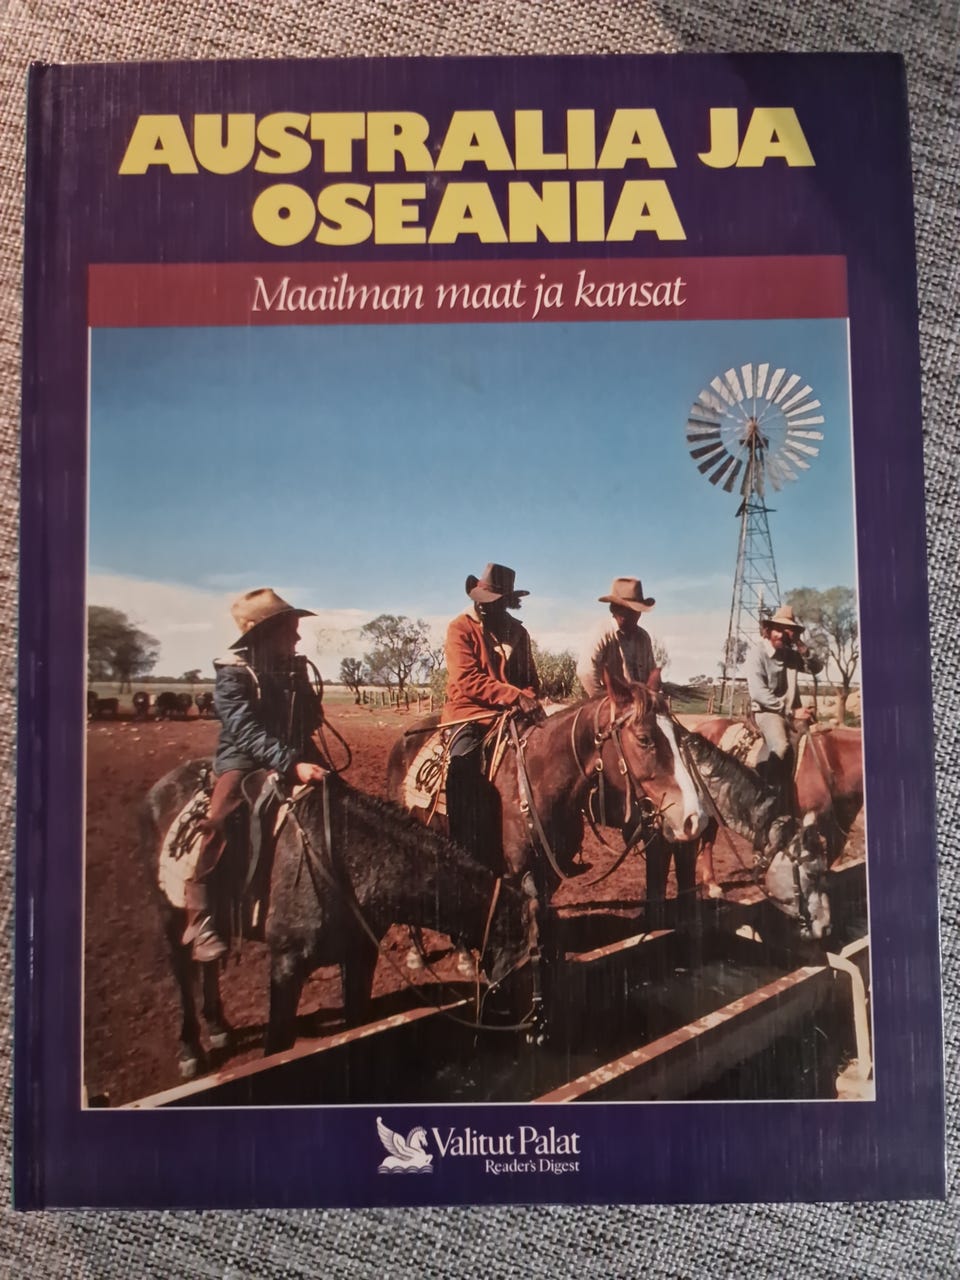 AUSTRALIA JA
OSEANIA
Maailman maat ja kansat
Valitut Palat
Reader's Digest